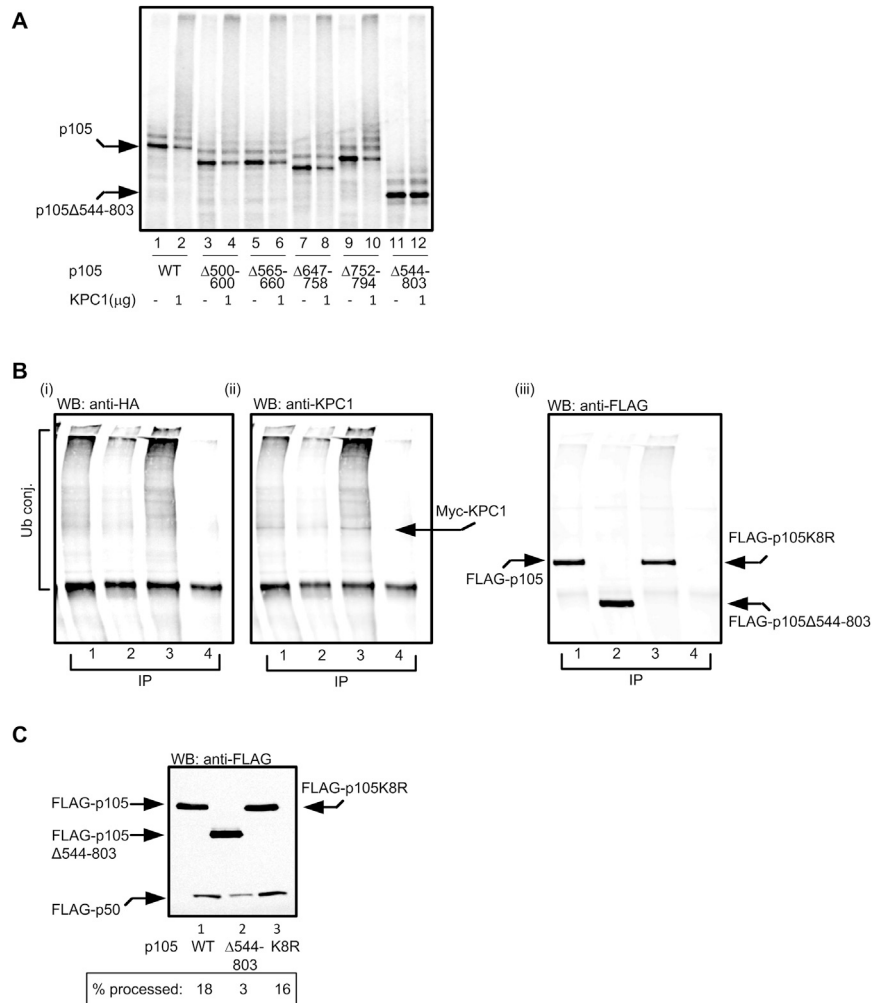 A
p105
p105Δ544-803
1 2 3 4 5 6 7 8 9 10 11 12
p105 WT Δ500-600 Δ565-660 Δ647-758 Δ752-794 Δ544-803
KPC1(μg) - 1 - 1 - 1 - 1 - 1 - 1
B
(i) (ii) (iii)
WB: anti-HA WB: anti-KPC1 WB: anti-FLAG
Ub conj.
Myc-KPC1
FLAG-p105K8R
FLAG-p105
FLAG-p105Δ544-803
1 2 3 4 1 2 3 4 1 2 3 4
IP IP IP
C
WB: anti-FLAG
FLAG-p105 FLAG-p105K8R
FLAG-p105
Δ544-803
FLAG-p50
1 2 3
p105 WT Δ544-803 K8R
% processed: 18 3 16